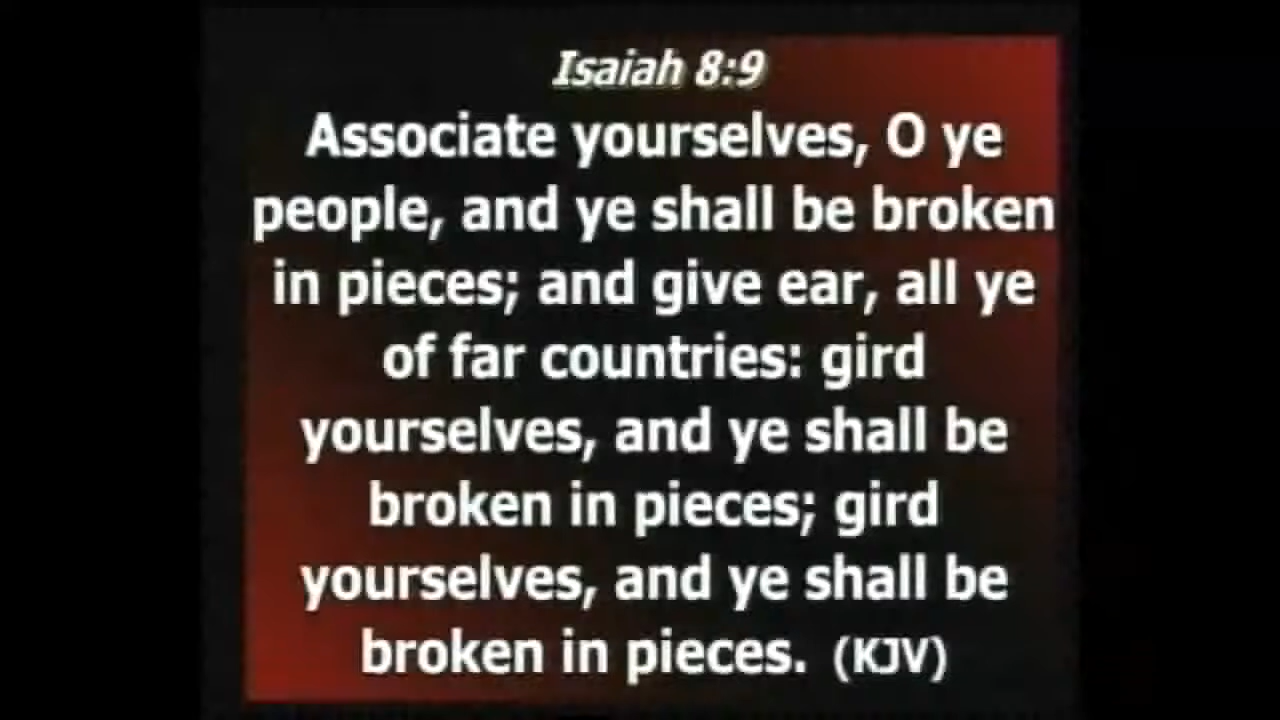 Isaiah 8:9
Associate yourselves, O ye
people, and ye shall be broken
in pieces; and give ear, all ye
of far countries: gird
yourselves, and ye shall be
broken in pieces; gird
yourselves, and ye shall be
broken in pieces. (KJV)